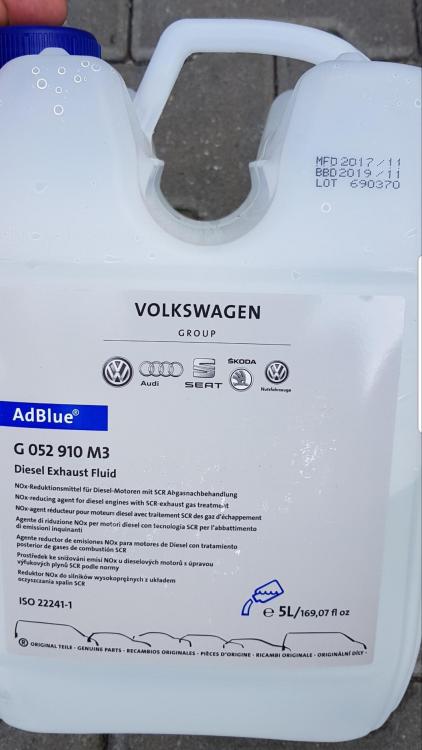 MFD 2017/11
BBD 2019/11
LOT 690370
VOLKSWAGEN
GROUP
Audi
SEAT
ŠKODA
Nutzfahrzeuge
AdBlue®
G 052 910 M3
Diesel Exhaust Fluid
NOx-Reduktionsmittel für Diesel-Motoren mit SCR Abgasnachbehandlung
NOx-reducing agent for diesel engines with SCR-exhaust gas treatment
NOx-agent réducteur pour moteurs diesel avec traitement SCR des gaz d'échappement
Agente di riduzione NOx per motori diesel con tecnologia SCR per l'abbattimento
di emissioni inquinanti
Agente reductor de emisiones NOx para motores de Diesel con tratamiento
posterior de gases de combustión SCR
Prostředek ke snižování emisí NOx u dieselových motorů s úpravou
výfukových plynů SCR podle normy
Reduktor NOx do silników wysokoprężnych z układem
oczyszczania spalin SCR
ISO 22241-1
℮ 5L/169,07 fl oz
® ORIGINAL TEILE · GENUINE PARTS · RECAMBIOS ORIGINALES · PIÈCES D'ORIGINE · RICAMBI ORIGINALE · ORIGINÁLNÍ DÍLY ·